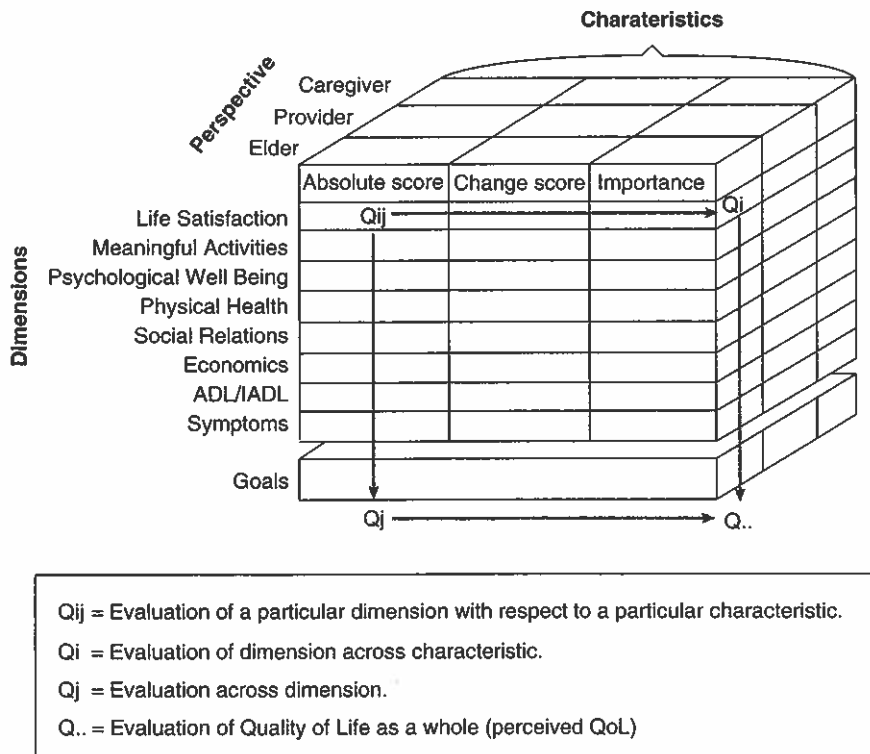 Charateristics
Perspective
Caregiver
Provider
Elder
Absolute score Change score Importance
Dimensions
Life Satisfaction Qij Qi
Meaningful Activities
Psychological Well Being
Physical Health
Social Relations
Economics
ADL/IADL
Symptoms
Goals
Qj Q..
Qij = Evaluation of a particular dimension with respect to a particular characteristic.
Qi = Evaluation of dimension across characteristic.
Qj = Evaluation across dimension.
Q.. = Evaluation of Quality of Life as a whole (perceived QoL)